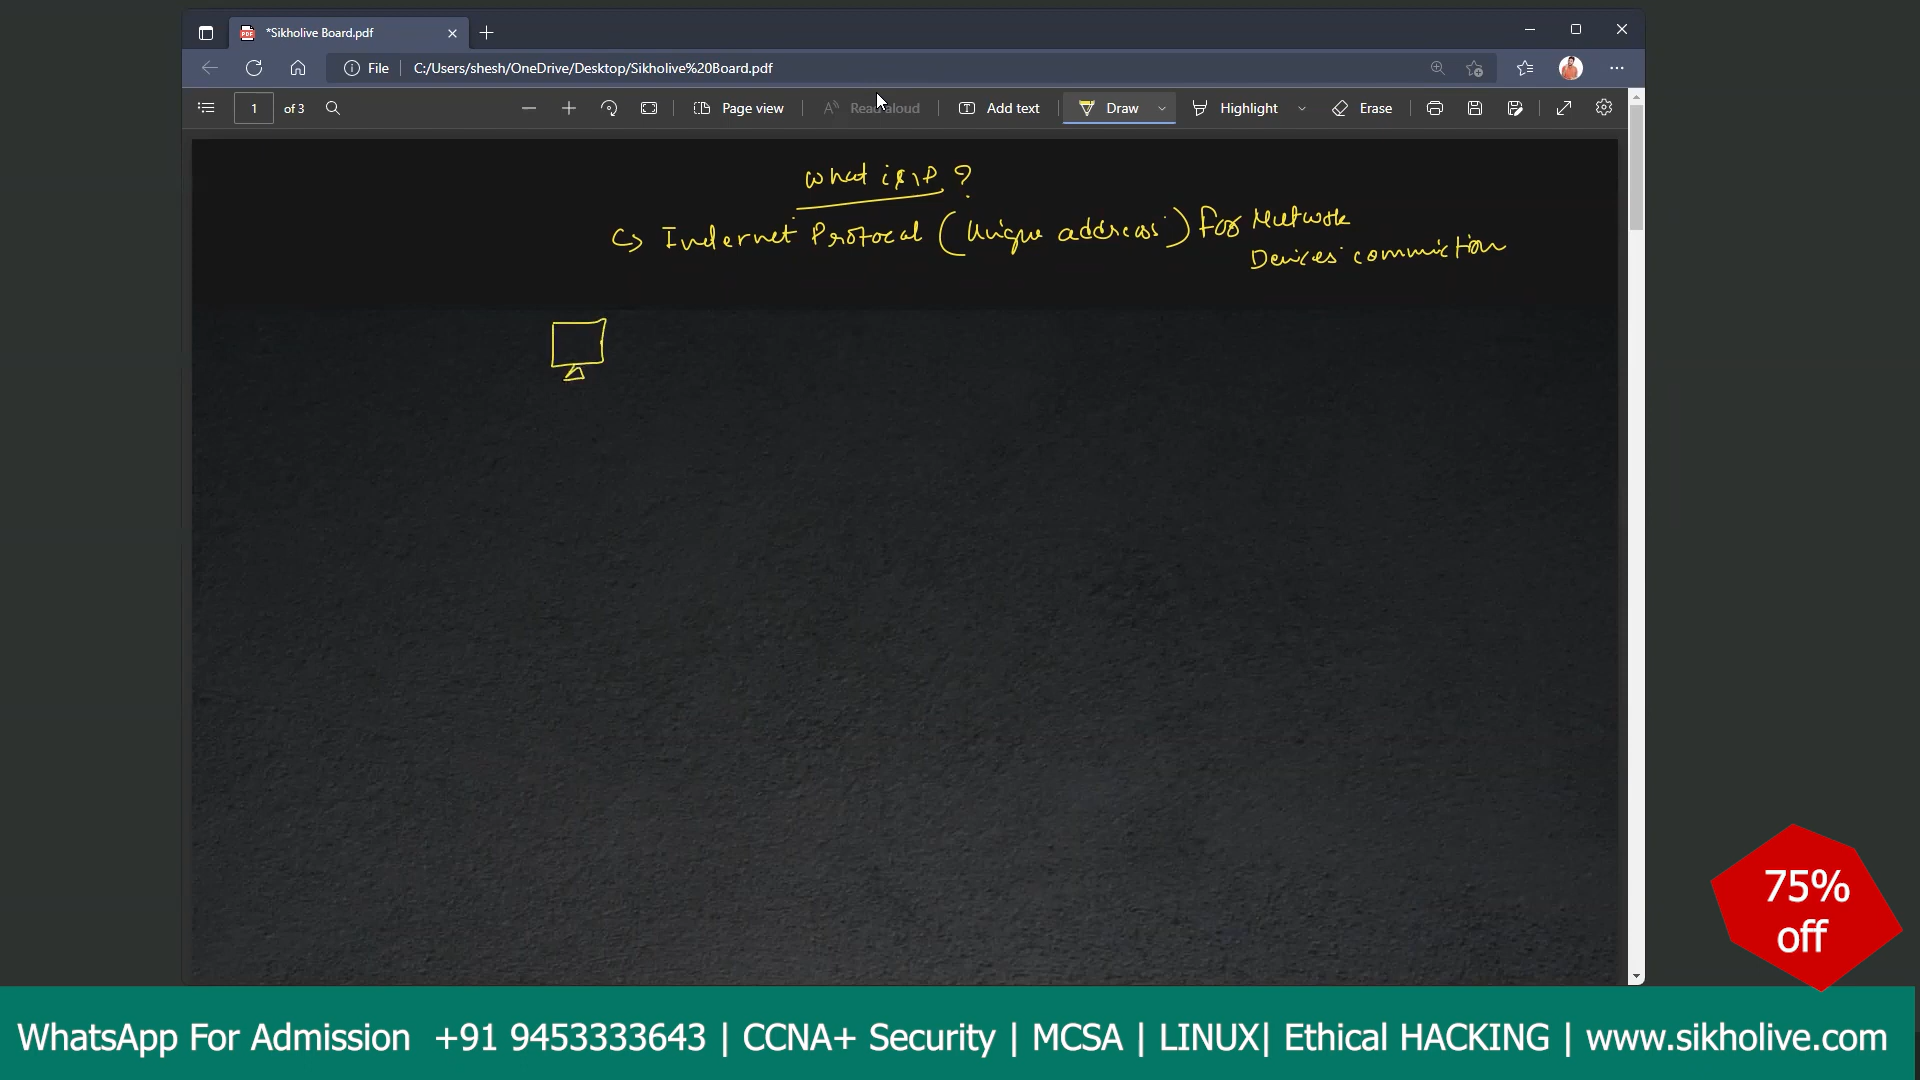 *Sikholive Board.pdf
File C:/Users/shesh/OneDrive/Desktop/Sikholive%20Board.pdf
1 of 3 Page view Read aloud Add text Draw Highlight Erase
What is IP ?
Internet Protocal (Unique address) for Network
Devices commniction
75%
off
WhatsApp For Admission +91 9453333643 | CCNA+ Security | MCSA | LINUX| Ethical HACKING | www.sikholive.com